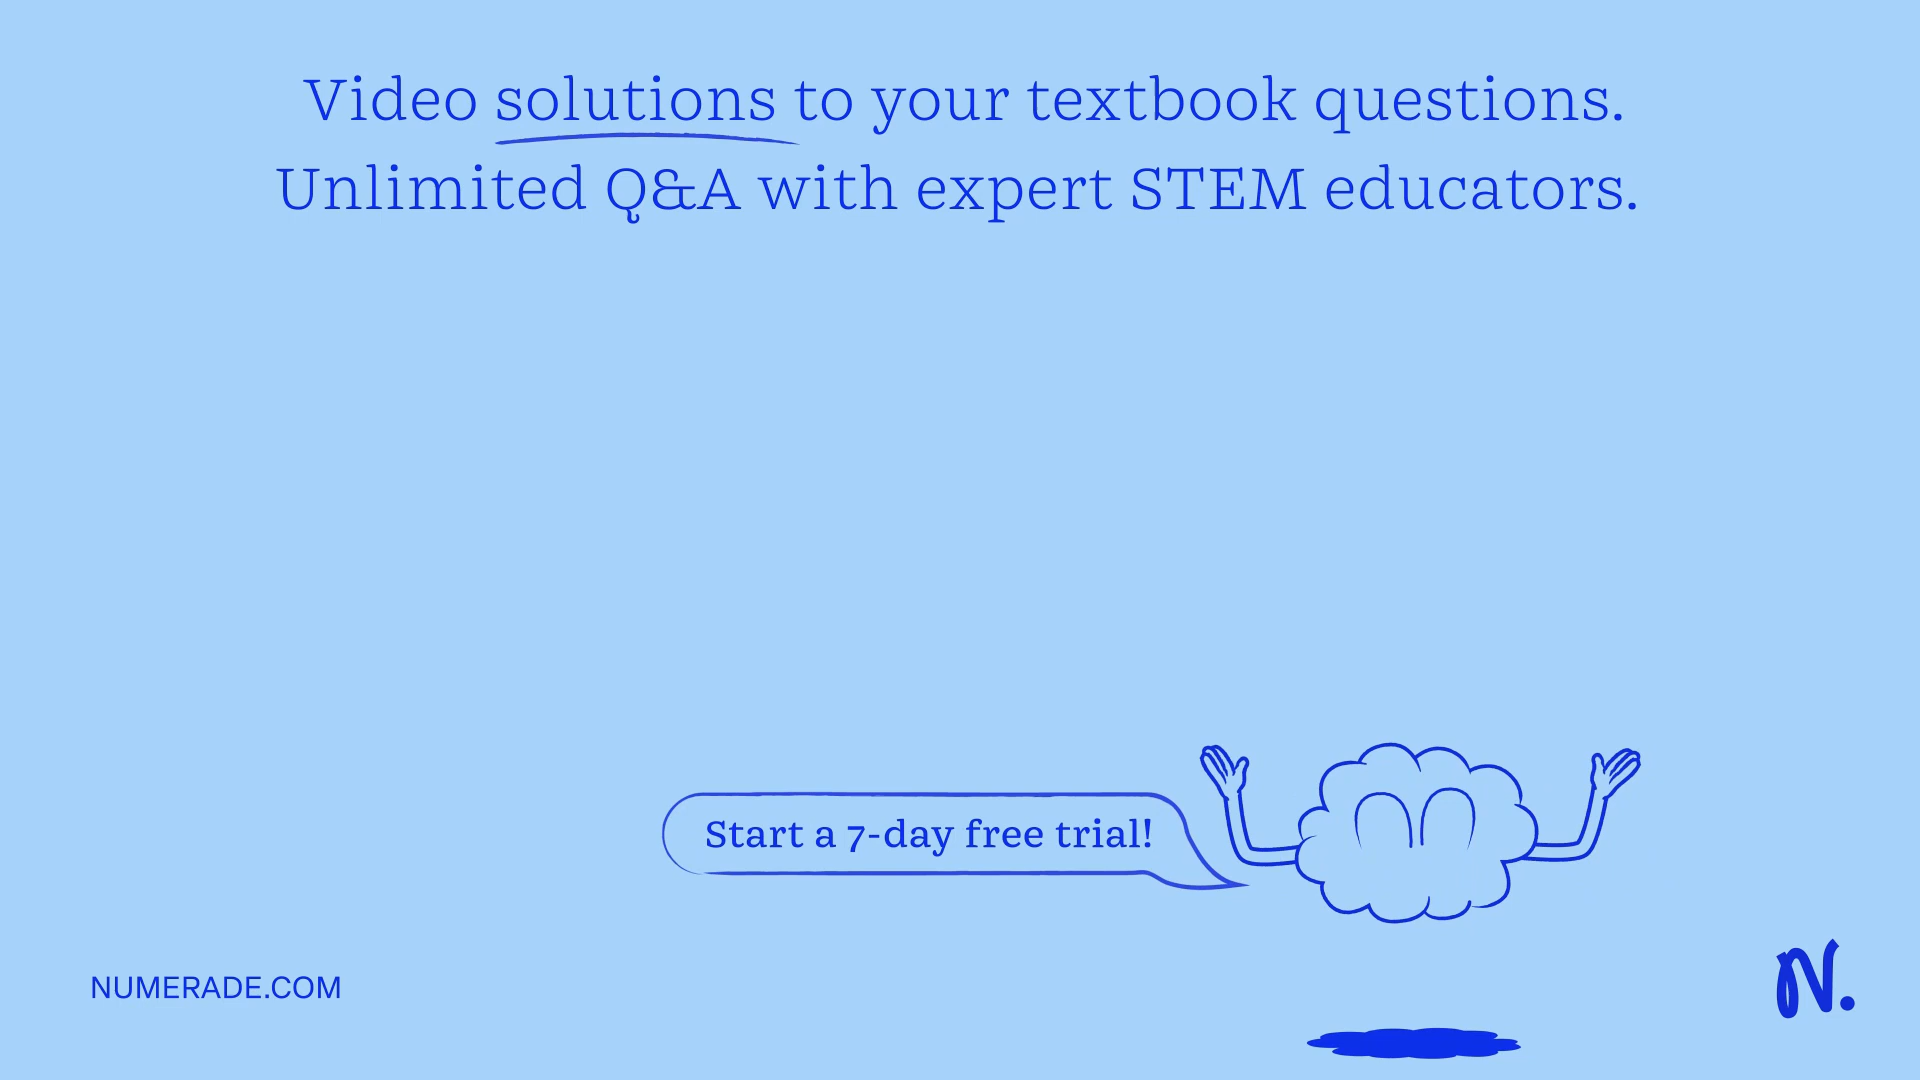 Video solutions to your textbook questions.
Unlimited Q&A with expert STEM educators.
Start a 7-day free trial!
NUMERADE.COM
N.